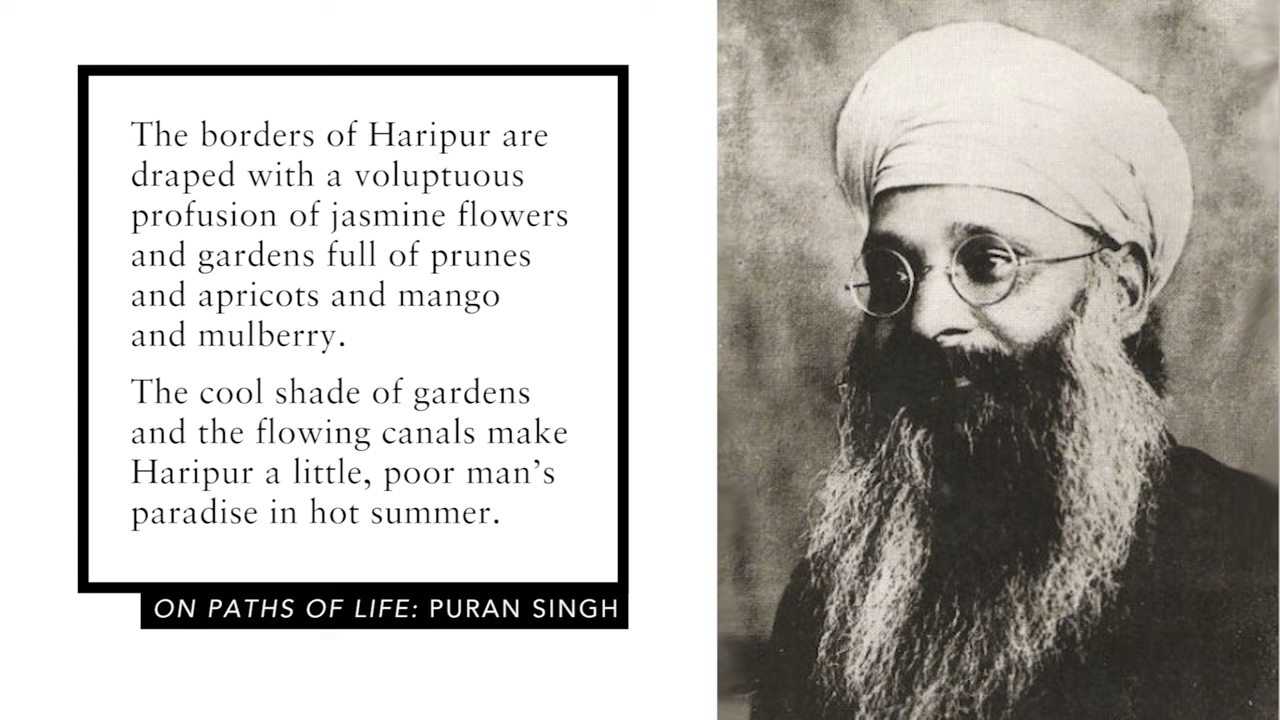 The borders of Haripur are
draped with a voluptuous
profusion of jasmine flowers
and gardens full of prunes
and apricots and mango
and mulberry.
The cool shade of gardens
and the flowing canals make
Haripur a little, poor man’s
paradise in hot summer.
ON PATHS OF LIFE: PURAN SINGH